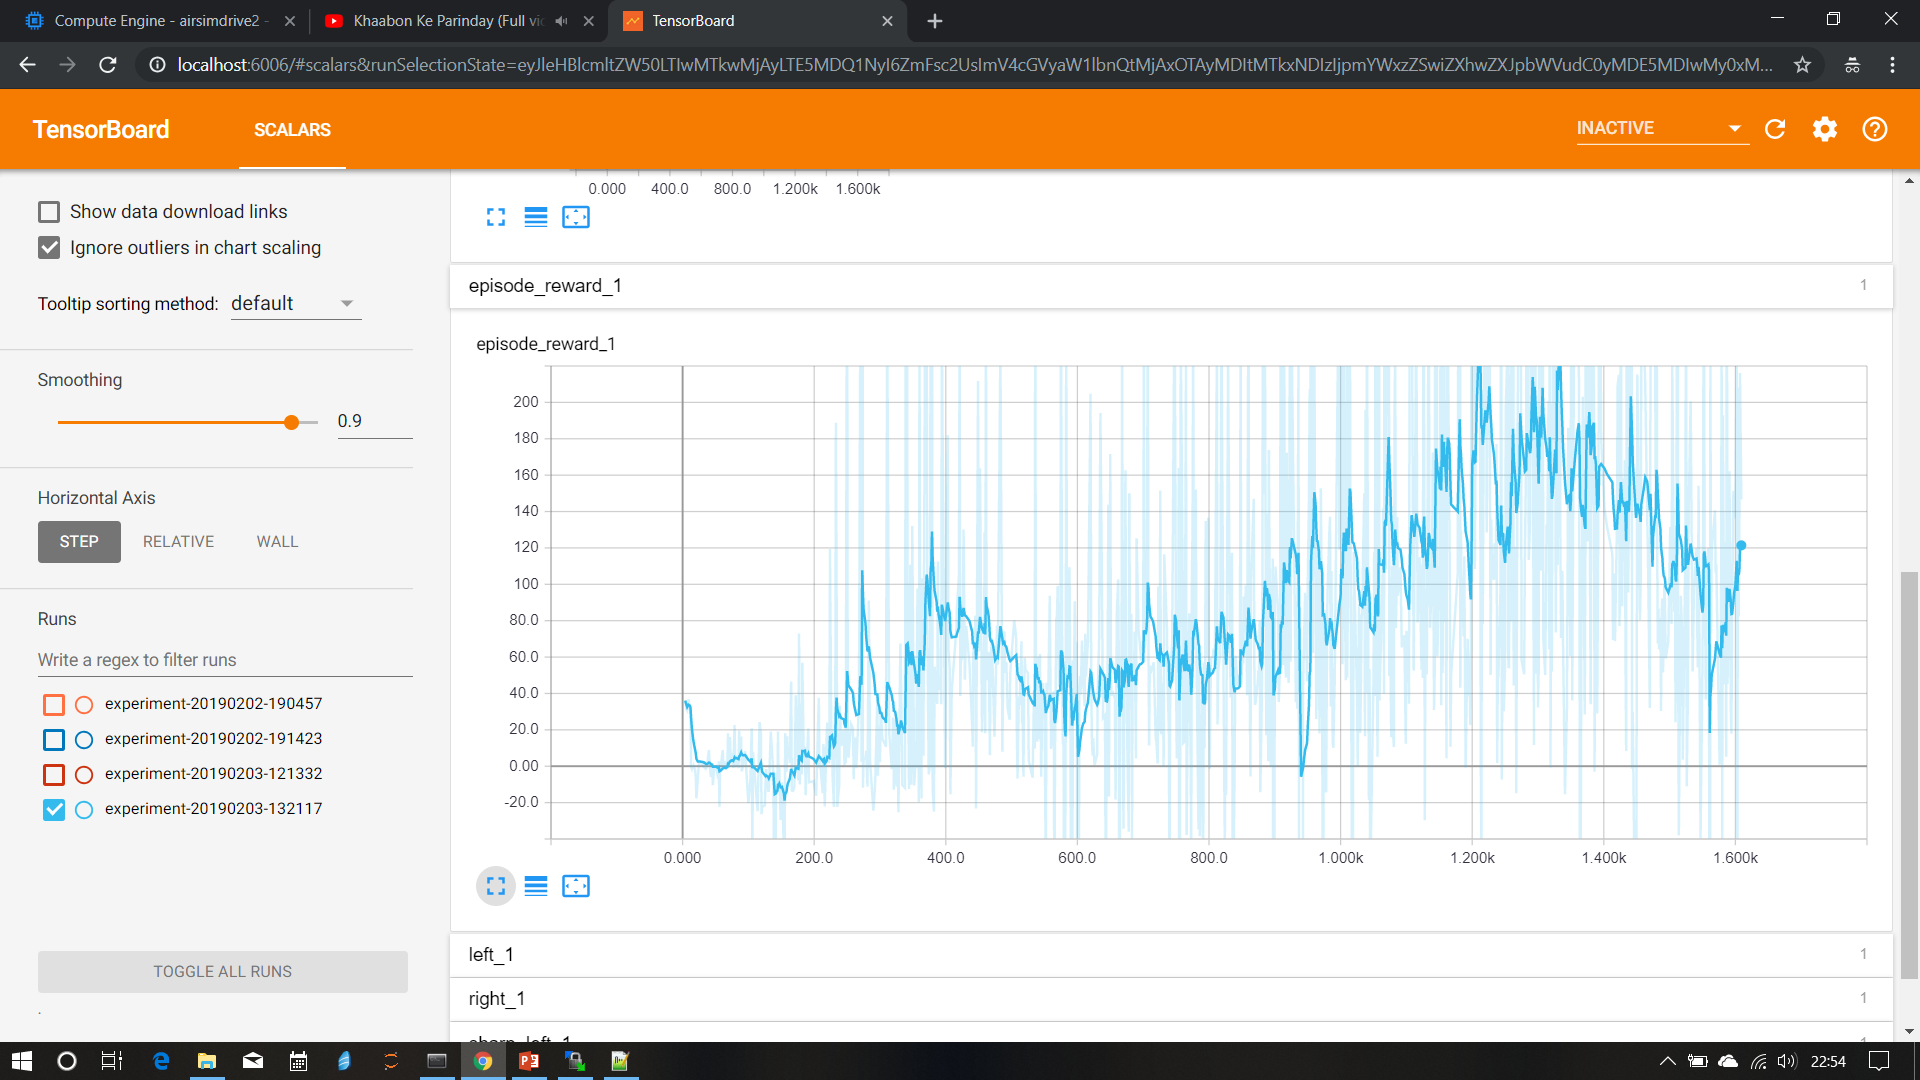 Compute Engine - airsimdrive2 -
Khaabon Ke Parinday (Full vi
TensorBoard
TensorBoard
SCALARS
INACTIVE
Show data download links
Ignore outliers in chart scaling
Tooltip sorting method: default
Smoothing
0.9
Horizontal Axis
STEP RELATIVE WALL
Runs
Write a regex to filter runs
experiment-20190202-190457
experiment-20190202-191423
experiment-20190203-121332
experiment-20190203-132117
TOGGLE ALL RUNS
.
0.000 400.0 800.0 1.200k 1.600k
episode_reward_1 1
episode_reward_1
200
180
160
140
120
100
80.0
60.0
40.0
20.0
0.00
-20.0
0.000 200.0 400.0 600.0 800.0 1.000k 1.200k 1.400k 1.600k
left_1 1
right_1 1
22:54